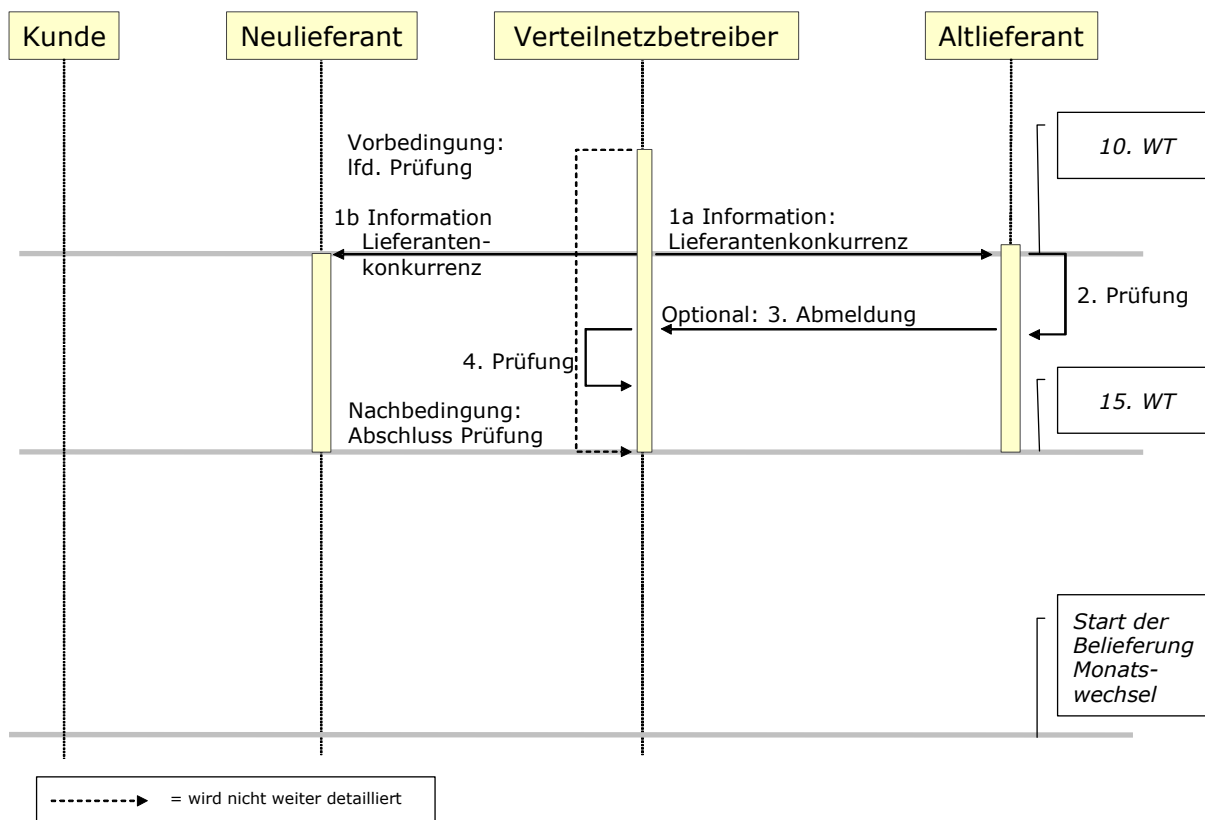 Kunde
Neulieferant
Verteilnetzbetreiber
Altlieferant
10. WT
Vorbedingung:
lfd. Prüfung
1b Information
Lieferanten-
konkurrenz
1a Information:
Lieferantenkonkurrenz
2. Prüfung
Optional: 3. Abmeldung
4. Prüfung
15. WT
Nachbedingung:
Abschluss Prüfung
Start der
Belieferung
Monats-
wechsel
= wird nicht weiter detailliert